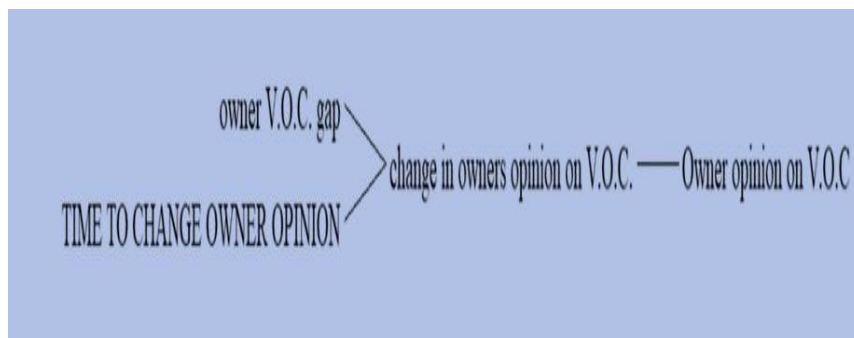 owner V.O.C. gap
change in owners opinion on V.O.C.
Owner opinion on V.O.C
TIME TO CHANGE OWNER OPINION